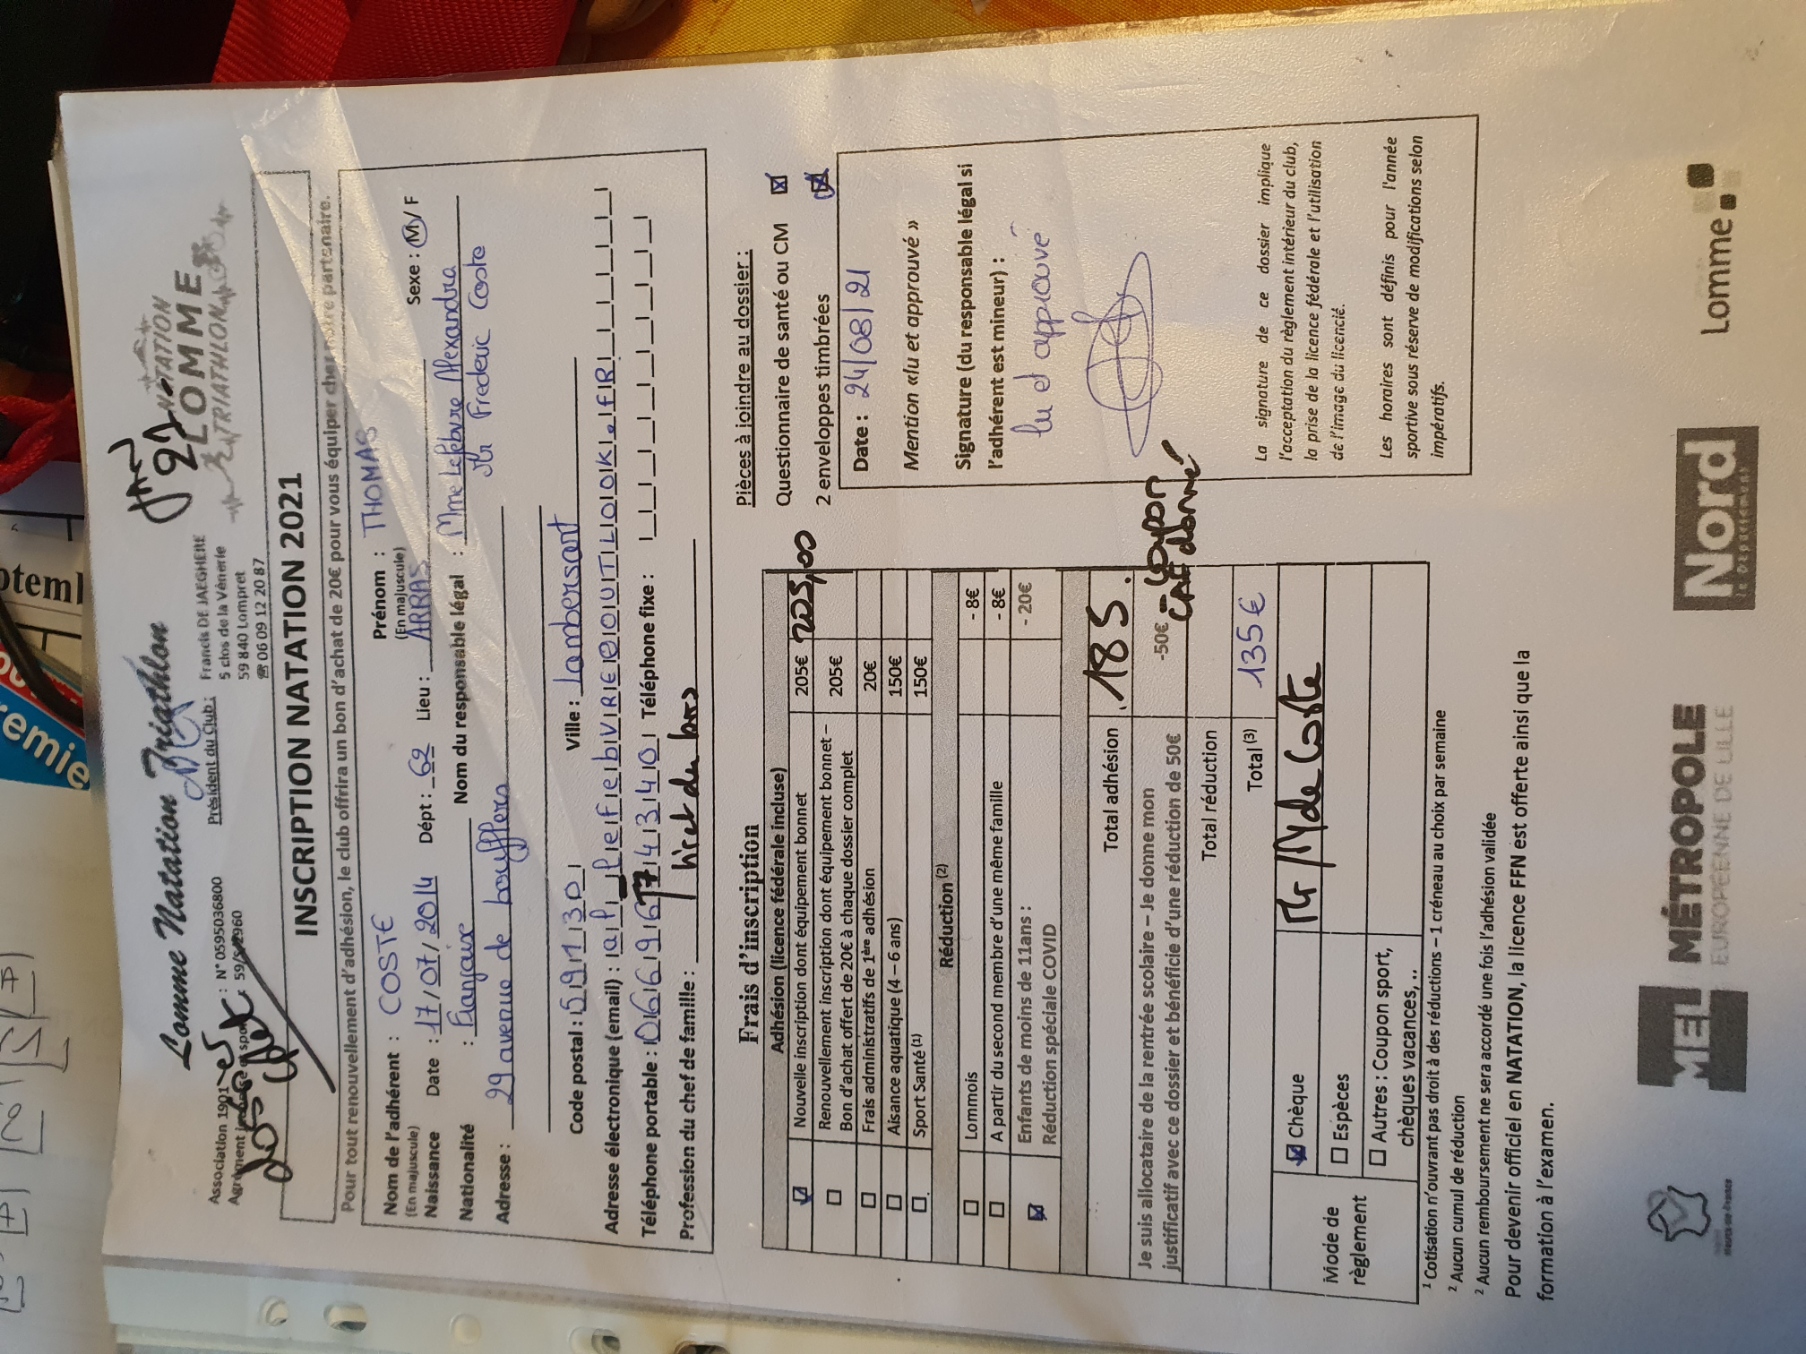 Lomme Natation Triathlon
NATATION
LOMME
TRIATHLON
Association 1901 : N° 0595036800
Président du Club :
Francis DE JAEGHERE
5 clos de la Vénerie
59 840 Lompret
☎ 06 09 12 20 87
INSCRIPTION NATATION 2021
Pour tout renouvellement d'adhésion, le club offrira un bon d'achat de 20€ pour vous équiper chez notre partenaire.
Nom de l'adhérent : COSTE Prénom : THOMAS
(En majuscule) (En majuscule)
Naissance Date : 17/07/2014 Dépt : 62 Lieu : ARRAS Sexe : M / F
Nationalité : Française Nom du responsable légal : Mme Lefebvre Alexandra
Mr Frederic Coste
Adresse : 29 avenue de boufflers
Code postal : 59130 Ville : Lambersart
Téléphone fixe :
Profession du chef de famille :
Frais d'inscription
Adhésion (licence fédérale incluse)
☑ Nouvelle inscription dont équipement bonnet 205€ 205,00
☐ Renouvellement inscription dont équipement bonnet – 205€
Bon d'achat offert de 20€ à chaque dossier complet
☐ Frais administratifs de 1ère adhésion 20€
☐ Aisance aquatique (4 – 6 ans) 150€
☐ Sport Santé (1) 150€
Réduction (2)
☐ Lommois - 8€
☐ A partir du second membre d'une même famille - 8€
☑ Enfants de moins de 11ans : - 20€
Réduction spéciale COVID
Total adhésion 185
Je suis allocataire de la rentrée scolaire – Je donne mon
justificatif avec ce dossier et bénéficie d'une réduction de 50€ -50€ - coupon
CAF donné
Total réduction
Total (3) 135€
Mode de règlement
☑ Chèque Mr / Mde Coste
☐ Espèces
☐ Autres : Coupon sport,
chèques vacances,..
Pièces à joindre au dossier :
Questionnaire de santé ou CM ☒
2 enveloppes timbrées ☒
Date : 24/08/21
Mention «lu et approuvé »
Signature (du responsable légal si
l'adhérent est mineur) :
lu et approuvé
La signature de ce dossier implique
l'acceptation du règlement intérieur du club,
la prise de la licence fédérale et l'utilisation
de l'image du licencié.
Les horaires sont définis pour l'année
sportive sous réserve de modifications selon
impératifs.
1 Cotisation n'ouvrant pas droit à des réductions – 1 créneau au choix par semaine
2 Aucun cumul de réduction
2 Aucun remboursement ne sera accordé une fois l'adhésion validée
Pour devenir officiel en NATATION, la licence FFN est offerte ainsi que la
formation à l'examen.
MEL
MÉTROPOLE
EUROPÉENNE DE LILLE
Nord
le Département
Lomme